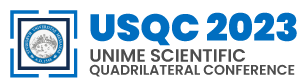 USQC 2023
UNIME SCIENTIFIC
QUADRILATERAL CONFERENCE